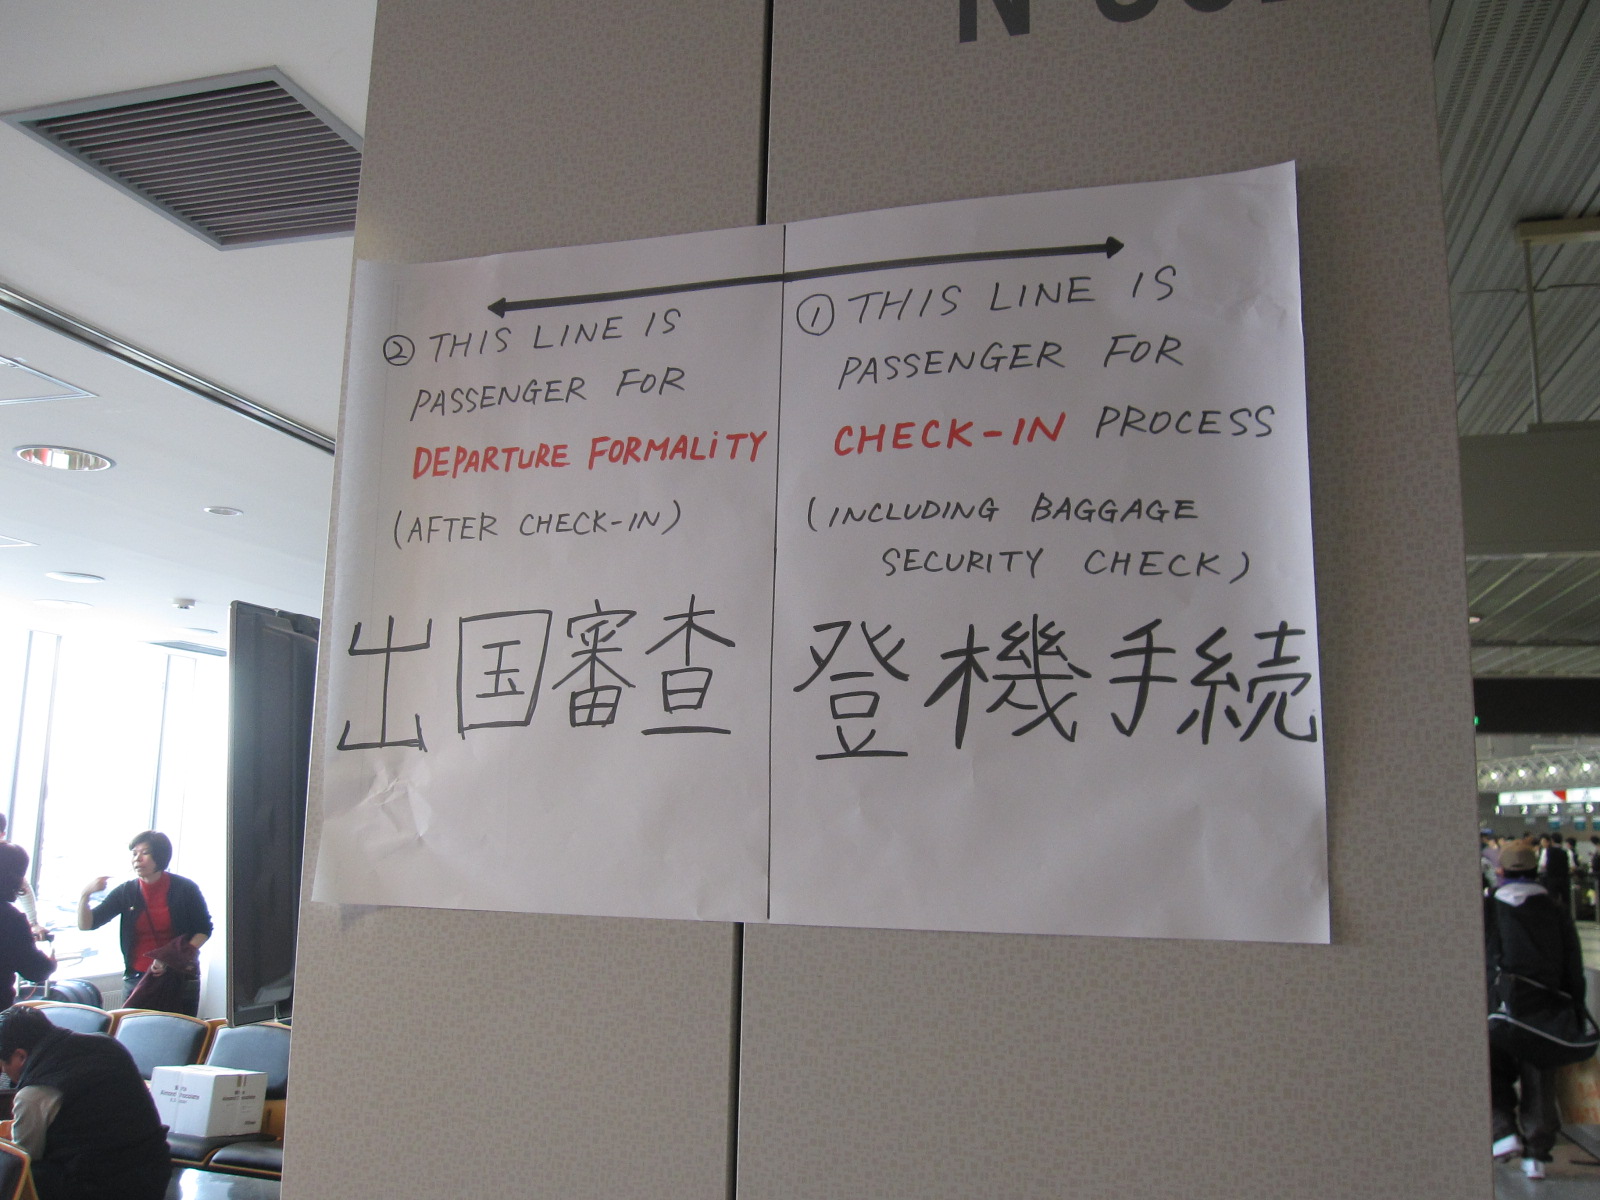 ② THIS LINE IS
PASSENGER FOR
DEPARTURE FORMALiTY
(AFTER CHECK-IN)
出国審査
① THIS LINE IS
PASSENGER FOR
CHECK-IN PROCESS
(INCLUDING BAGGAGE
SECURITY CHECK)
登機手続